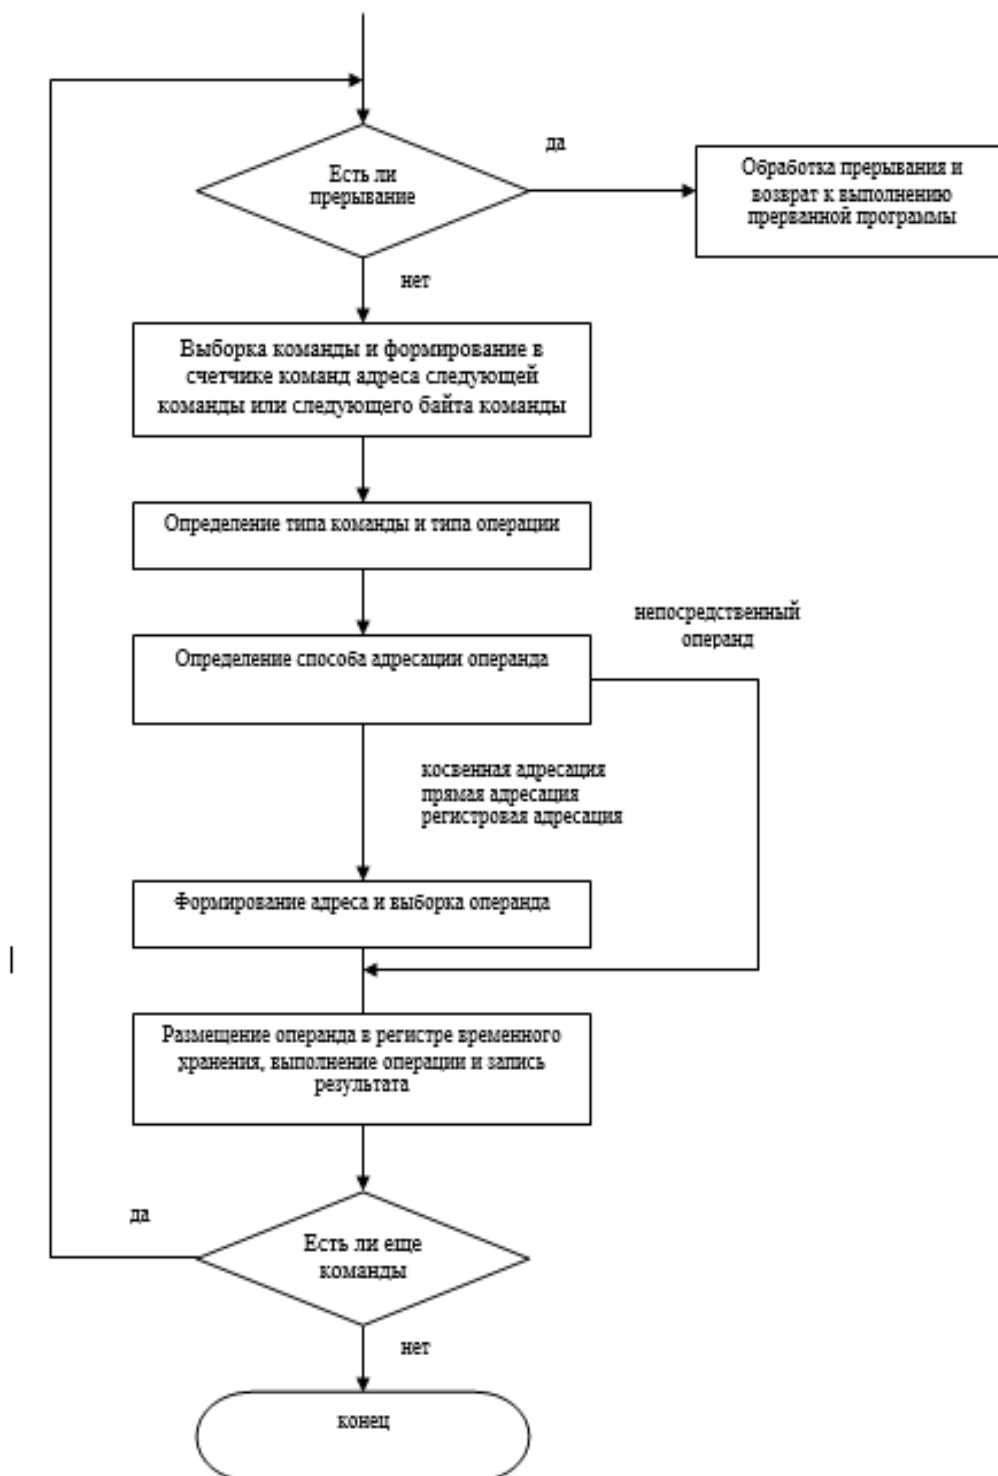 да
Есть ли
прерывание
Обработка прерывания и
возврат к выполнению
прерванной программы
нет
Выборка команды и формирование в
счетчике команд адреса следующей
команды или следующего байта команды
Определение типа команды и типа операции
непосредственный
операнд
Определение способа адресации операнда
косвенная адресация
прямая адресация
регистровая адресация
Формирование адреса и выборка операнда
Размещение операнда в регистре временного
хранения, выполнение операции и запись
результата
да
Есть ли еще
команды
нет
конец